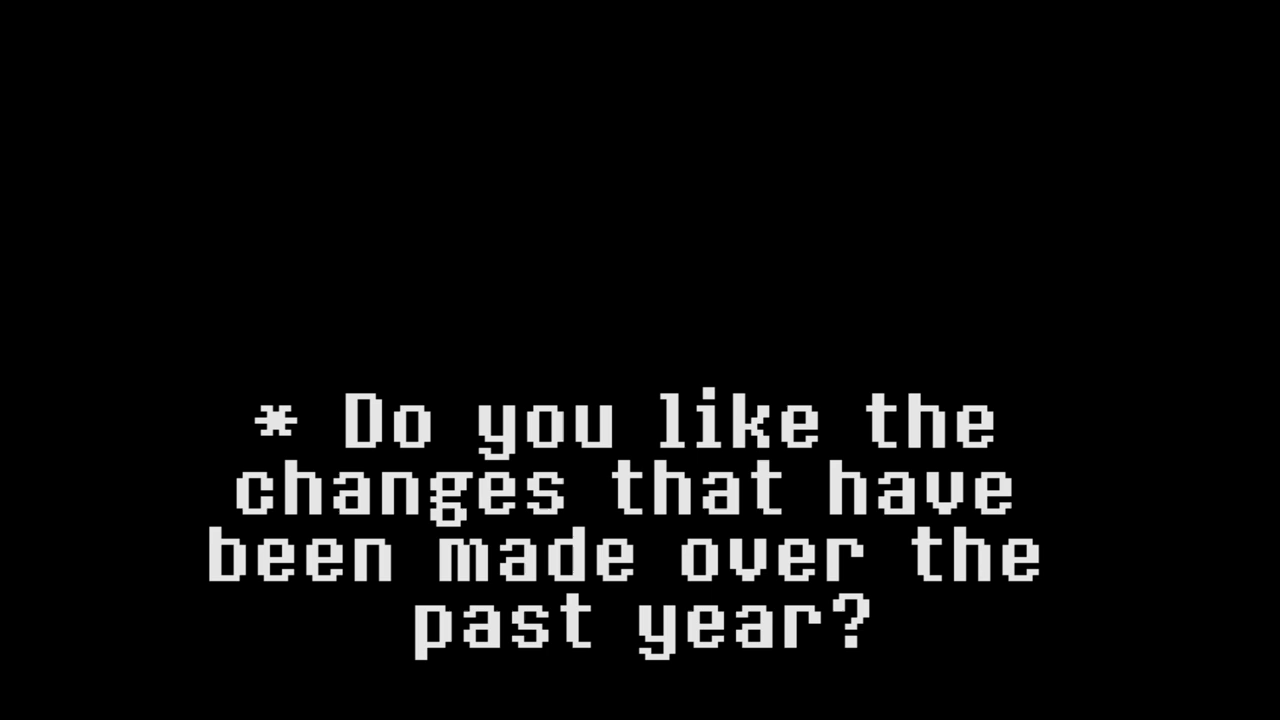 * Do you like the
changes that have
been made over the
past year?